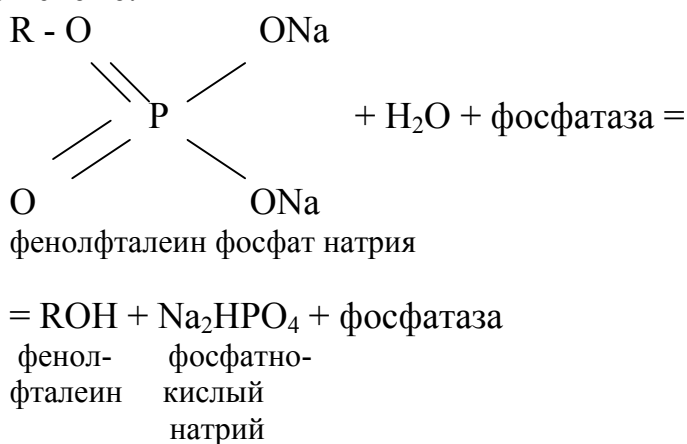 R - O ONa
P + H₂O + фосфатаза =
O ONa
фенолфталеин фосфат натрия
= ROH + Na₂HPO₄ + фосфатаза
фенол- фосфатно-
фталеин кислый
натрий